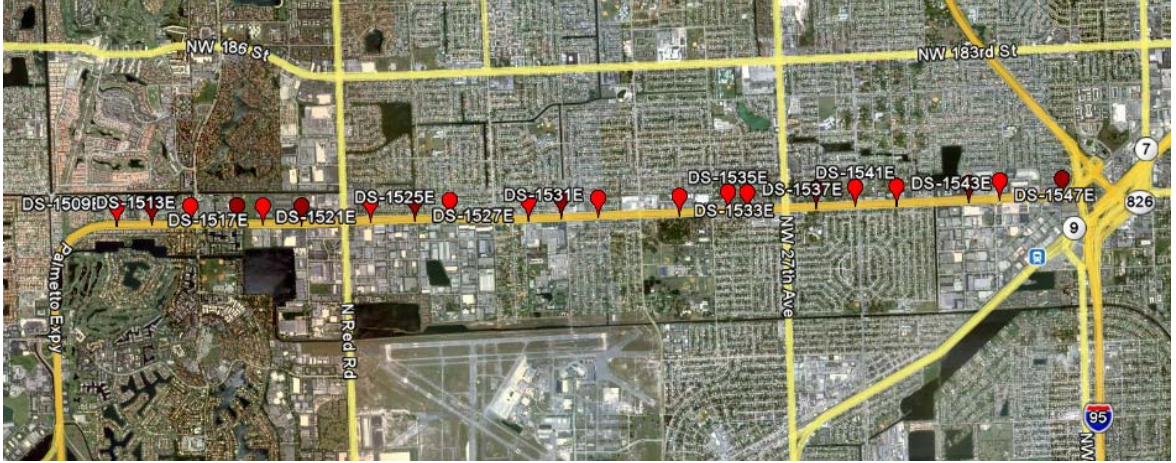 NW 186 St
NW 183rd St
7
DS-1535E
DS-1541E
DS-1509E
DS-1513E
DS-1525E
DS-1531E
DS-1537E
DS-1543E
DS-1547E
826
DS-1517E
DS-1521E
DS-1527E
DS-1533E
9
Palmetto Expy
N Red Rd
NW 27th Ave
95
NW